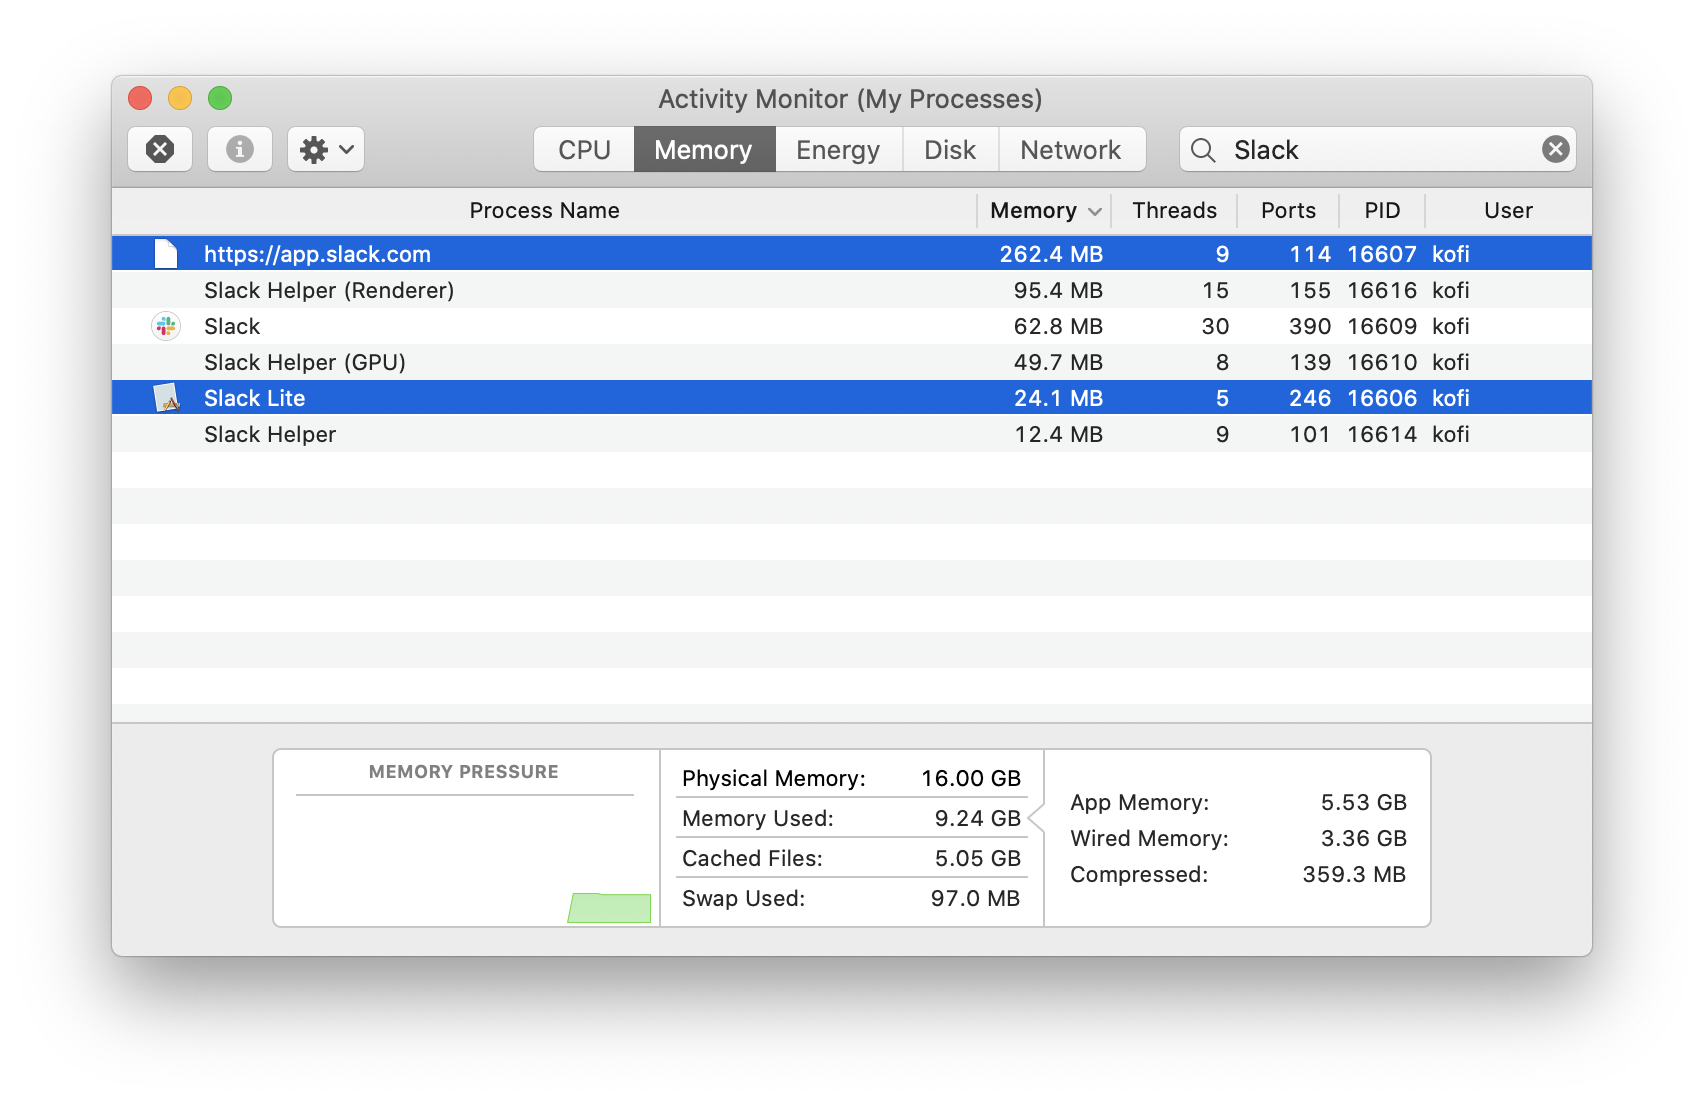 Activity Monitor (My Processes)
CPU Memory Energy Disk Network Slack
Process Name Memory Threads Ports PID User
https://app.slack.com 262.4 MB 9 114 16607 kofi
Slack Helper (Renderer) 95.4 MB 15 155 16616 kofi
Slack 62.8 MB 30 390 16609 kofi
Slack Helper (GPU) 49.7 MB 8 139 16610 kofi
Slack Lite 24.1 MB 5 246 16606 kofi
Slack Helper 12.4 MB 9 101 16614 kofi
MEMORY PRESSURE
Physical Memory: 16.00 GB
Memory Used: 9.24 GB
Cached Files: 5.05 GB
Swap Used: 97.0 MB
App Memory: 5.53 GB
Wired Memory: 3.36 GB
Compressed: 359.3 MB